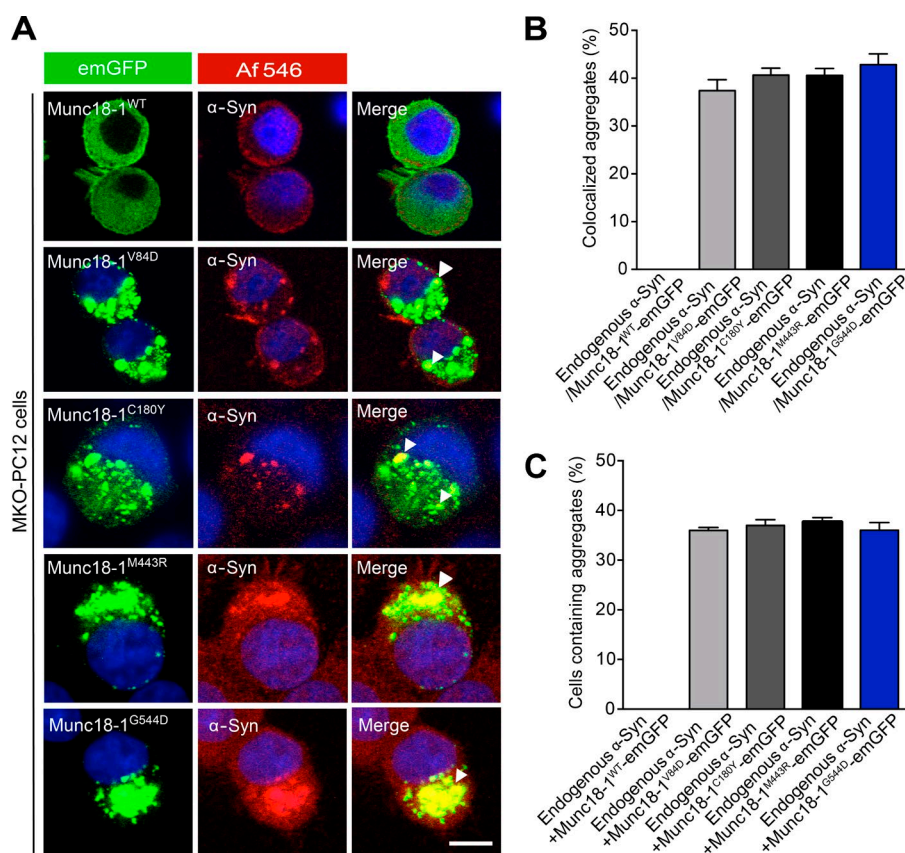 A
emGFP
Af 546
MKO-PC12 cells
Munc18-1WT
α-Syn
Merge
Munc18-1V84D
α-Syn
Merge
Munc18-1C180Y
α-Syn
Merge
Munc18-1M443R
α-Syn
Merge
Munc18-1G544D
α-Syn
Merge
B
Colocalized aggregates (%)
50
40
30
20
10
0
Endogenous α-Syn
/Munc18-1WT-emGFP
Endogenous α-Syn
/Munc18-1V84D-emGFP
Endogenous α-Syn
/Munc18-1C180Y-emGFP
Endogenous α-Syn
/Munc18-1M443R-emGFP
Endogenous α-Syn
/Munc18-1G544D-emGFP
C
Cells containing aggregates (%)
50
40
30
20
10
0
Endogenous α-Syn
+Munc18-1WT-emGFP
Endogenous α-Syn
+Munc18-1V84D-emGFP
Endogenous α-Syn
+Munc18-1C180Y-emGFP
Endogenous α-Syn
+Munc18-1M443R-emGFP
Endogenous α-Syn
+Munc18-1G544D-emGFP